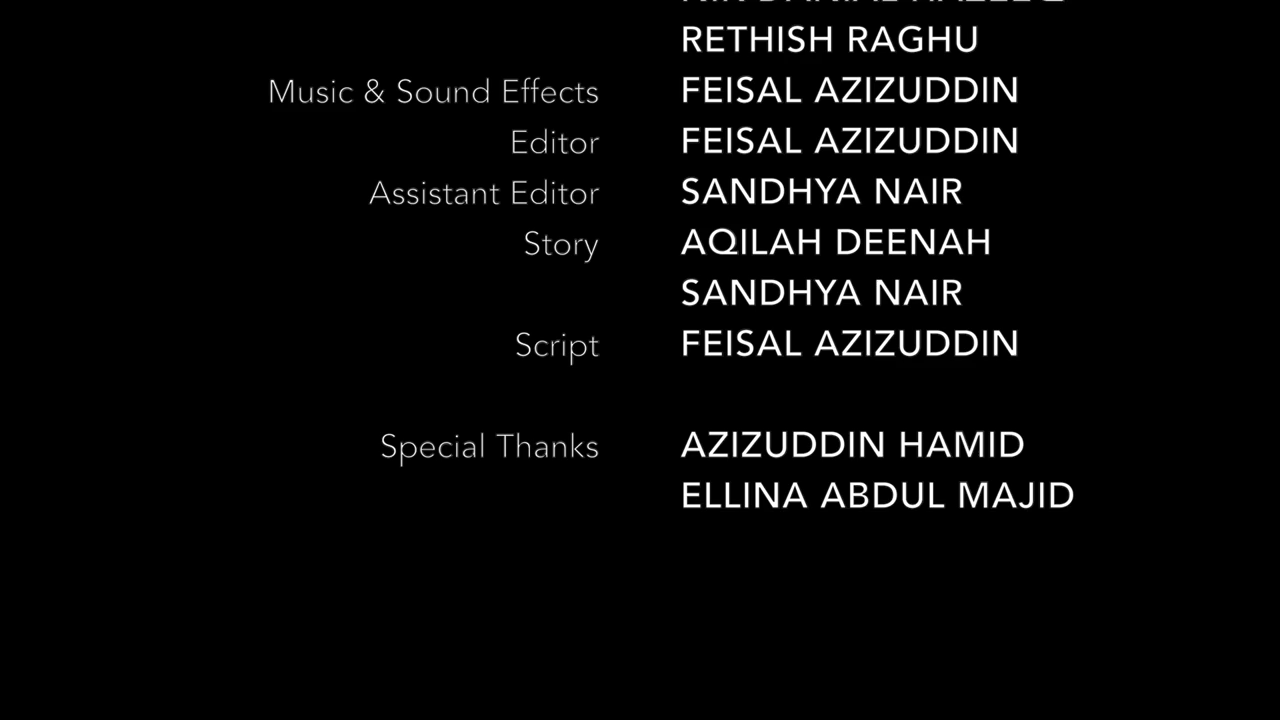 RETHISH RAGHU
Music & Sound Effects FEISAL AZIZUDDIN
Editor FEISAL AZIZUDDIN
Assistant Editor SANDHYA NAIR
Story AQILAH DEENAH
SANDHYA NAIR
Script FEISAL AZIZUDDIN
Special Thanks AZIZUDDIN HAMID
ELLINA ABDUL MAJID